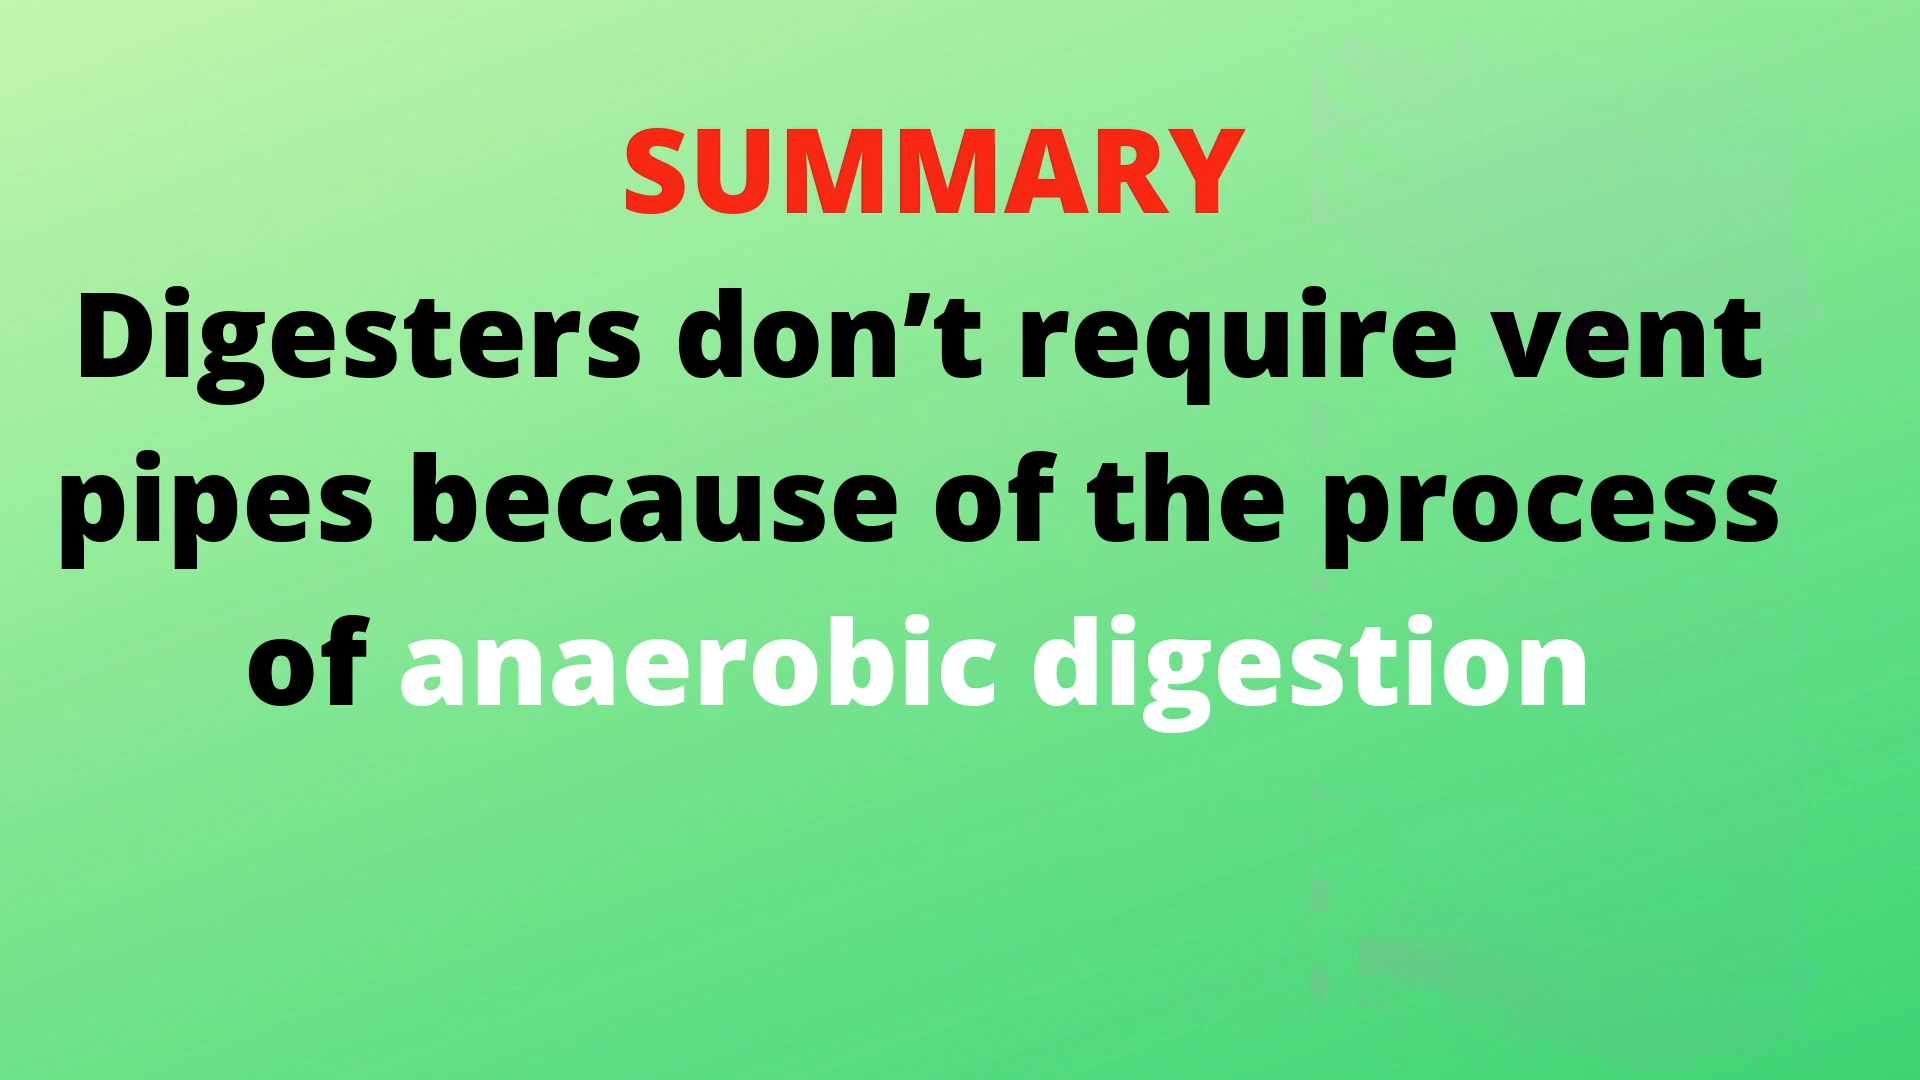 SUMMARY
Digesters don’t require vent
pipes because of the process
of anaerobic digestion